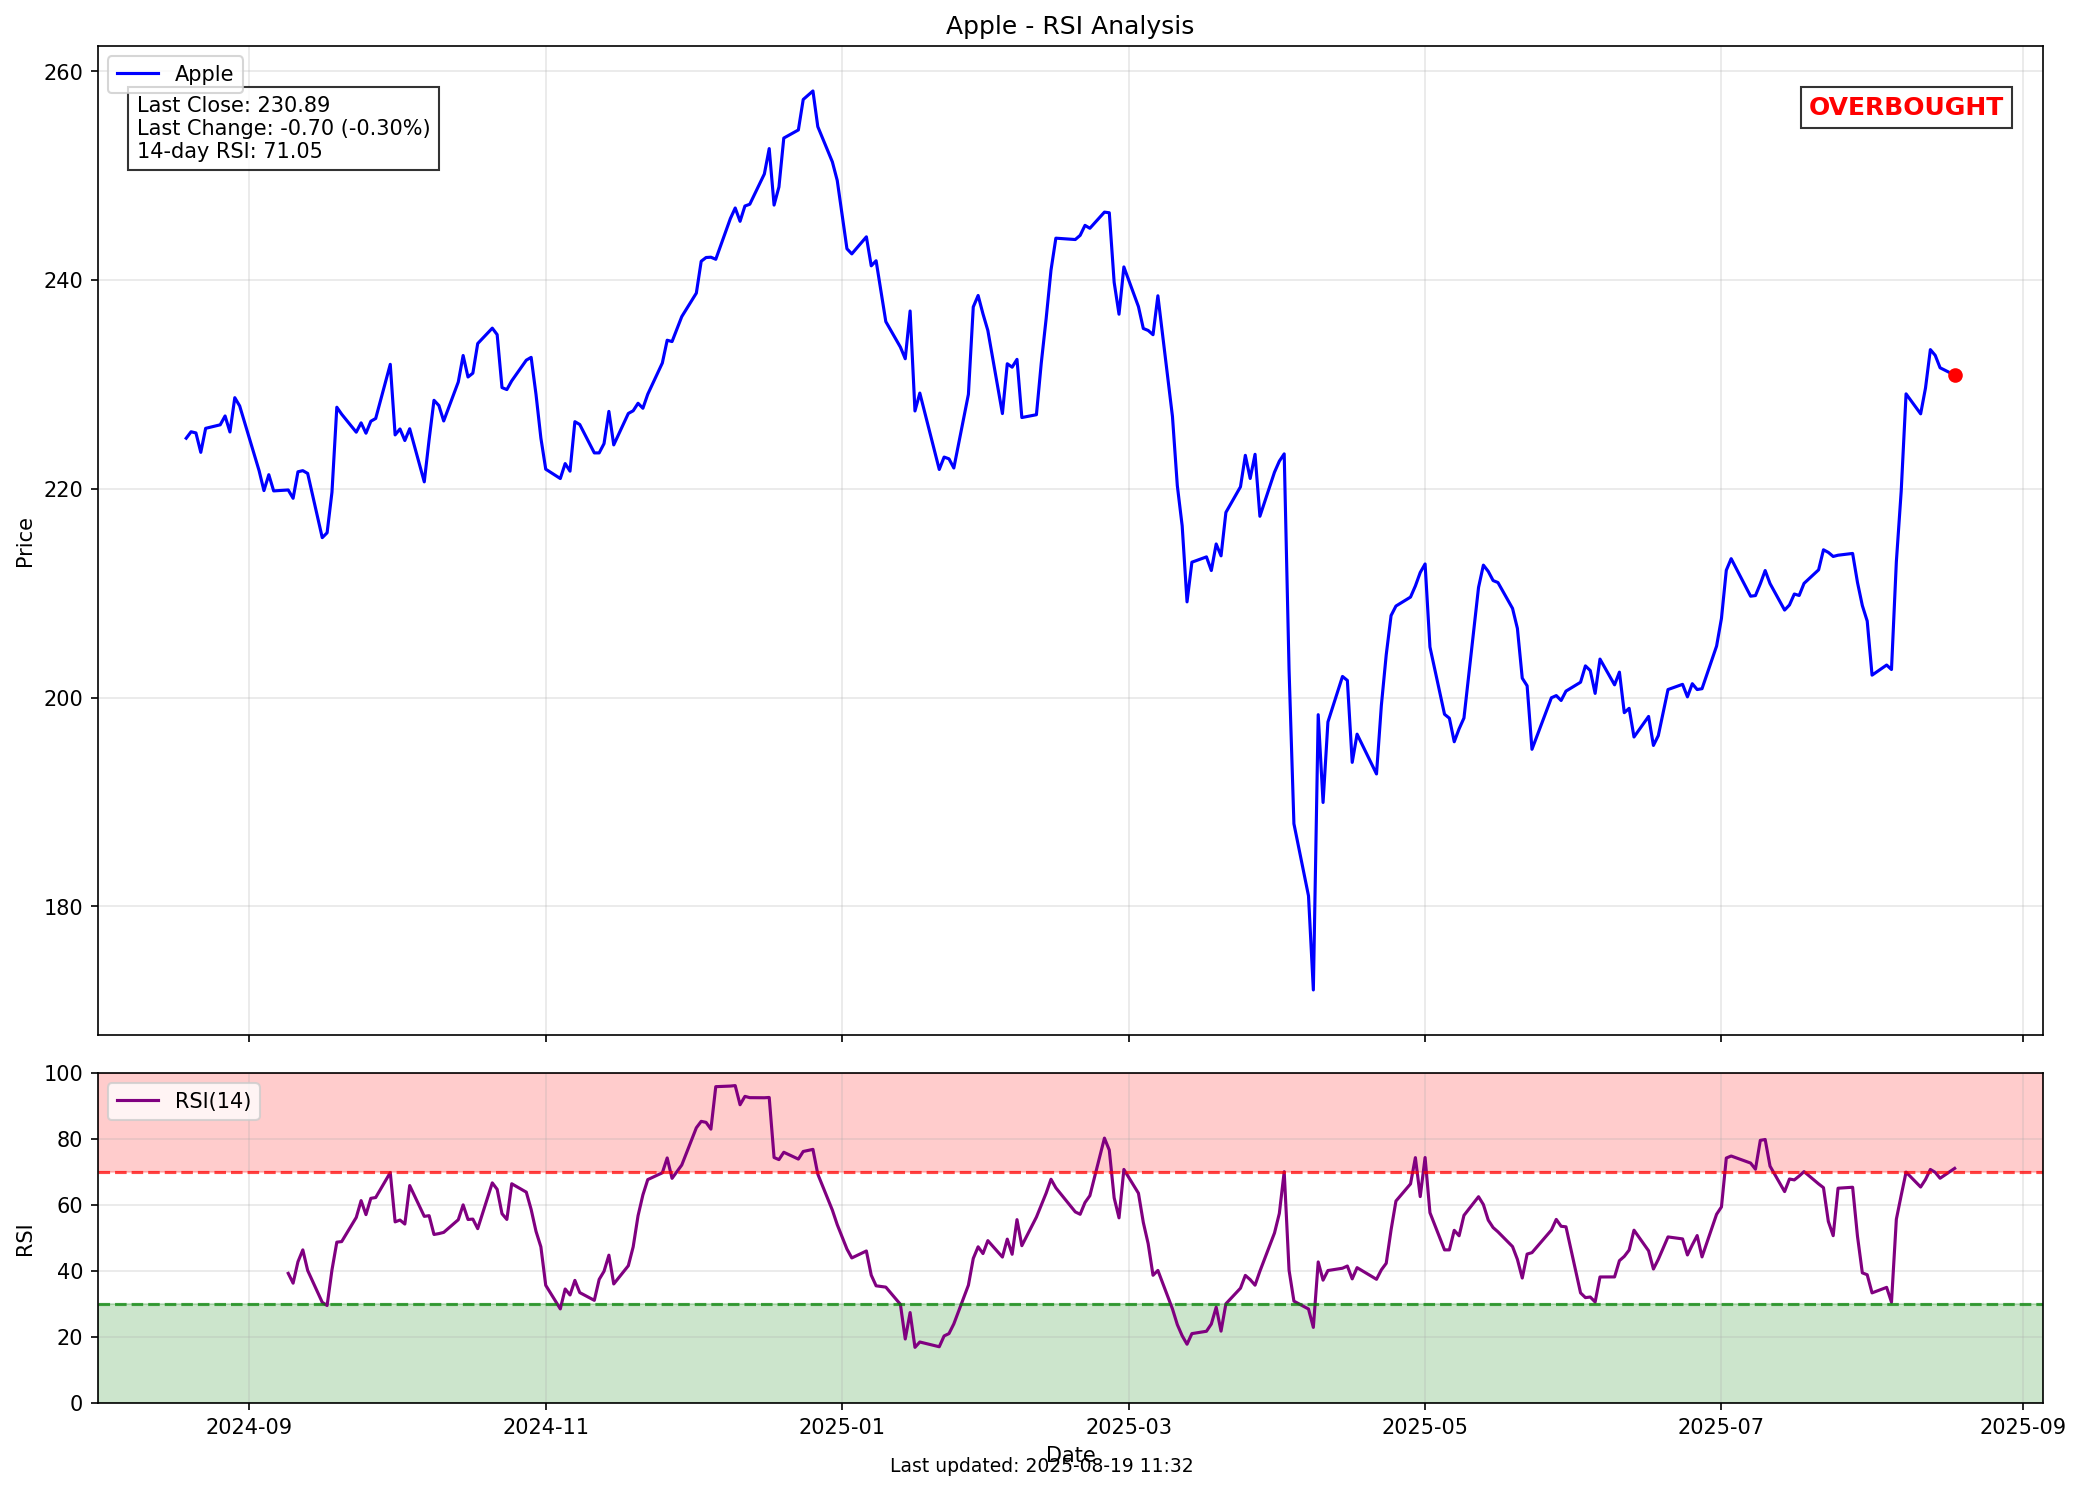 Apple - RSI Analysis
Apple
Last Close: 230.89
Last Change: -0.70 (-0.30%)
14-day RSI: 71.05
OVERBOUGHT
Price
260
240
220
200
180
RSI(14)
RSI
100
80
60
40
20
0
2024-09
2024-11
2025-01
2025-03
2025-05
2025-07
2025-09
Date
Last updated: 2025-08-19 11:32